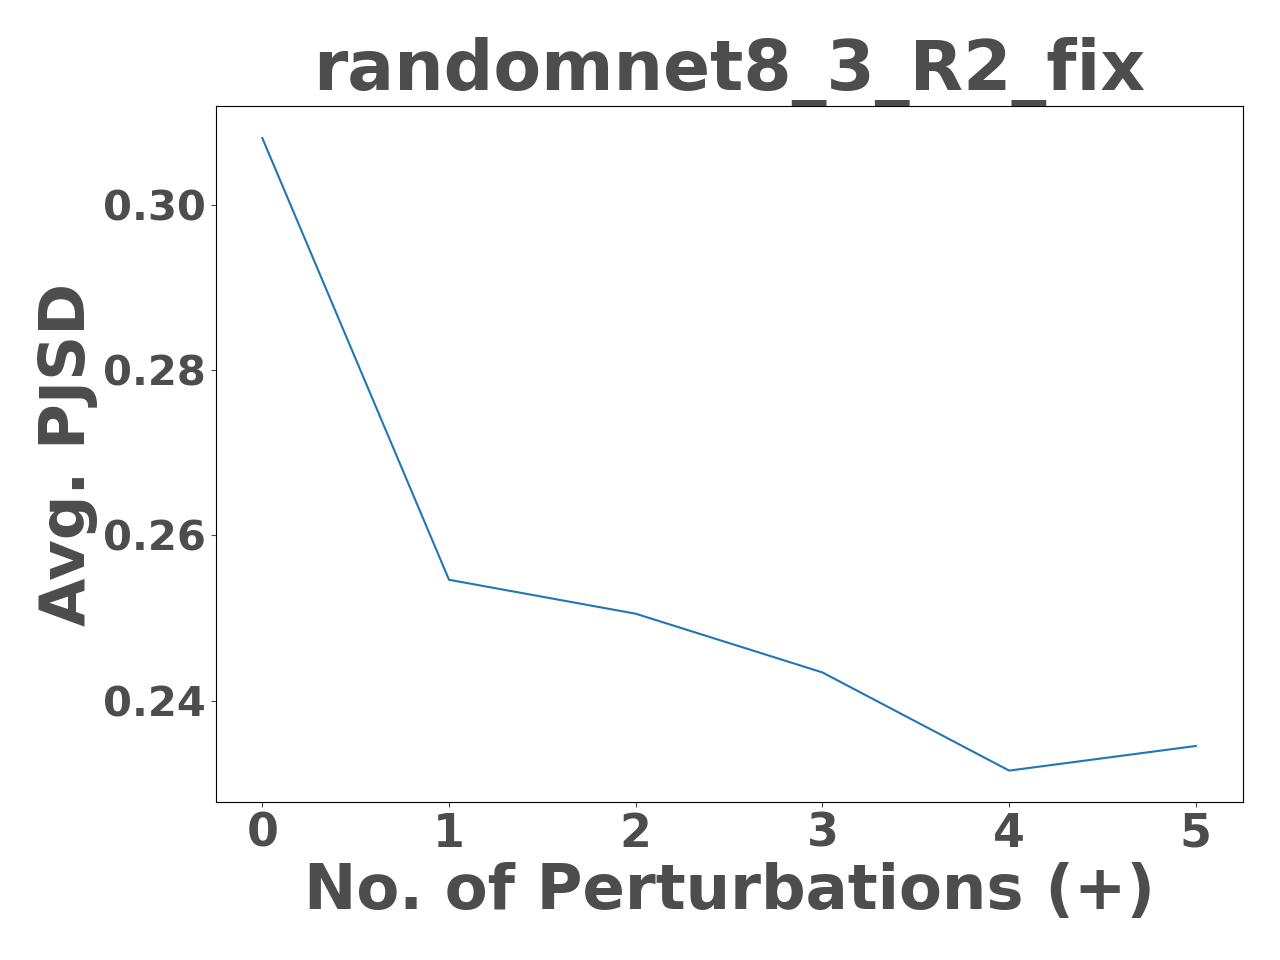 randomnet8_3_R2_fix
Avg. PJSD
0.30
0.28
0.26
0.24
0 1 2 3 4 5
No. of Perturbations (+)